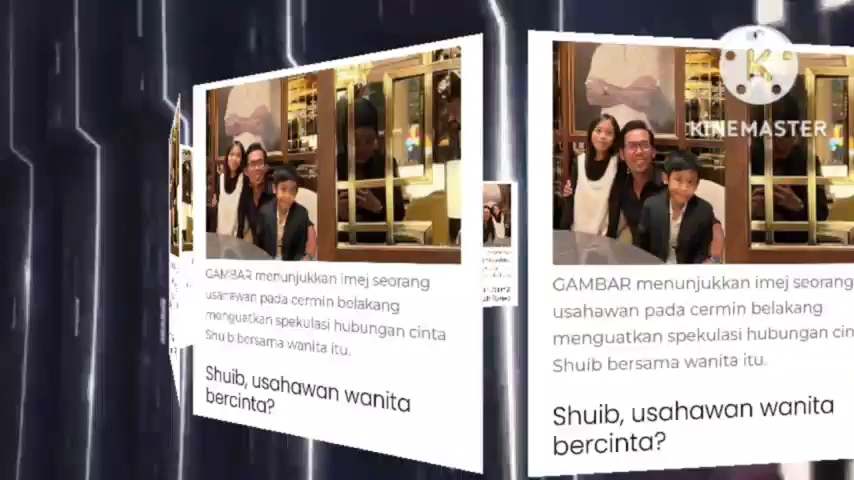 KINEMASTER
GAMBAR menunjukkan imej seorang
usahawan pada cermin belakang
menguatkan spekulasi hubungan cinta
Shuib bersama wanita itu.
Shuib, usahawan wanita
bercinta?
GAMBAR menunjukkan imej seorang
usahawan pada cermin belakang
menguatkan spekulasi hubungan cin
Shuib bersama wanita itu.
Shuib, usahawan wanita
bercinta?